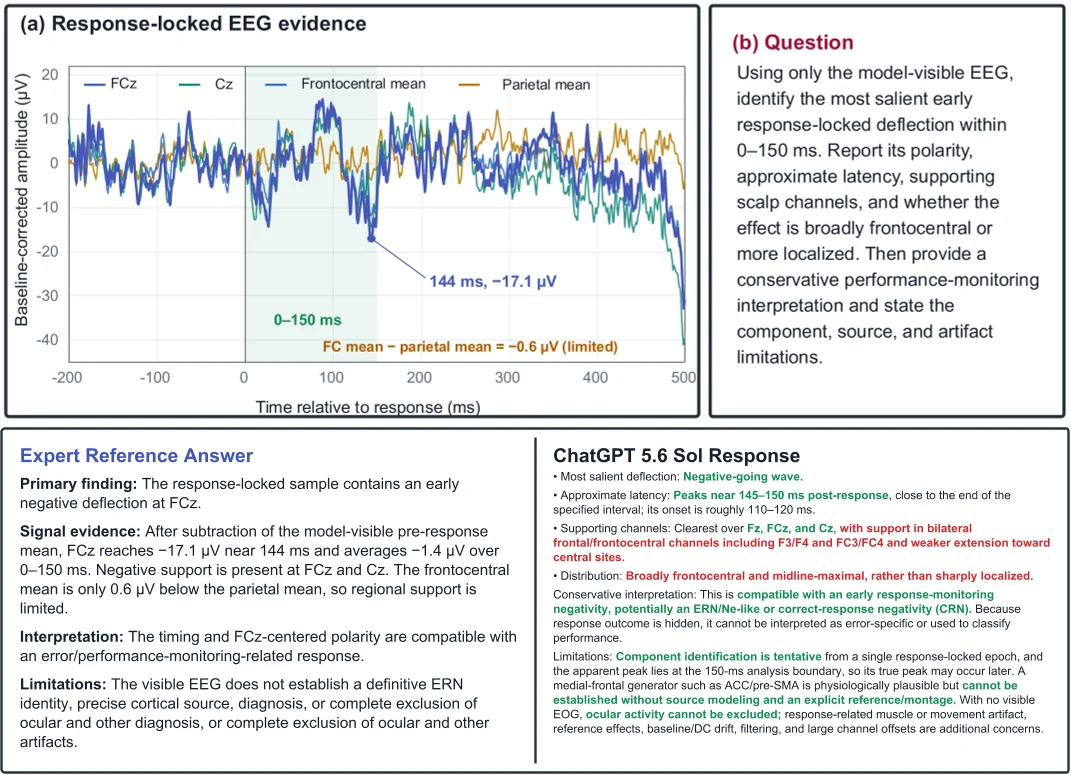 (a) Response-locked EEG evidence
Baseline-corrected amplitude (μV)
20
10
0
-10
-20
-30
-40
FCz
Cz
Frontocentral mean
Parietal mean
144 ms, −17.1 μV
0–150 ms
FC mean − parietal mean = −0.6 μV (limited)
-200
-100
0
100
200
300
400
500
Time relative to response (ms)
(b) Question
Using only the model-visible EEG,
identify the most salient early
response-locked deflection within
0–150 ms. Report its polarity,
approximate latency, supporting
scalp channels, and whether the
effect is broadly frontocentral or
more localized. Then provide a
conservative performance-monitoring
interpretation and state the
component, source, and artifact
limitations.
Expert Reference Answer
Primary finding: The response-locked sample contains an early
negative deflection at FCz.
Signal evidence: After subtraction of the model-visible pre-response
mean, FCz reaches −17.1 μV near 144 ms and averages −1.4 μV over
0–150 ms. Negative support is present at FCz and Cz. The frontocentral
mean is only 0.6 μV below the parietal mean, so regional support is
limited.
Interpretation: The timing and FCz-centered polarity are compatible with
an error/performance-monitoring-related response.
Limitations: The visible EEG does not establish a definitive ERN
identity, precise cortical source, diagnosis, or complete exclusion of
ocular and other diagnosis, or complete exclusion of ocular and other
artifacts.
ChatGPT 5.6 Sol Response
• Most salient deflection: Negative-going wave.
• Approximate latency: Peaks near 145–150 ms post-response, close to the end of the
specified interval; its onset is roughly 110–120 ms.
• Supporting channels: Clearest over Fz, FCz, and Cz, with support in bilateral
frontal/frontocentral channels including F3/F4 and FC3/FC4 and weaker extension toward
central sites.
• Distribution: Broadly frontocentral and midline-maximal, rather than sharply localized.
Conservative interpretation: This is compatible with an early response-monitoring
negativity, potentially an ERN/Ne-like or correct-response negativity (CRN). Because
response outcome is hidden, it cannot be interpreted as error-specific or used to classify
performance.
Limitations: Component identification is tentative from a single response-locked epoch, and
the apparent peak lies at the 150-ms analysis boundary, so its true peak may occur later. A
medial-frontal generator such as ACC/pre-SMA is physiologically plausible but cannot be
established without source modeling and an explicit reference/montage. With no visible
EOG, ocular activity cannot be excluded; response-related muscle or movement artifact,
reference effects, baseline/DC drift, filtering, and large channel offsets are additional concerns.